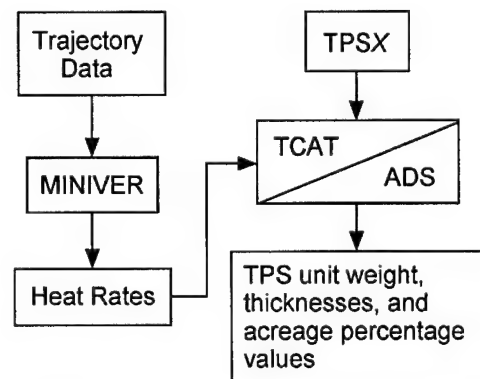 Trajectory
Data
MINIVER
Heat Rates
TPSX
TCAT
ADS
TPS unit weight,
thicknesses, and
acreage percentage
values